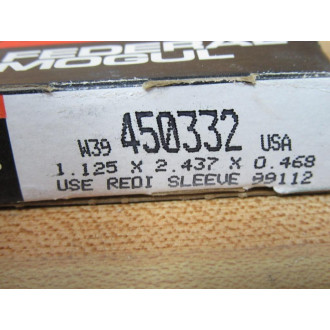 FEDERAL
MOGUL
W39 450332 USA
1.125 X 2.437 X 0.468
USE REDI SLEEVE 99112